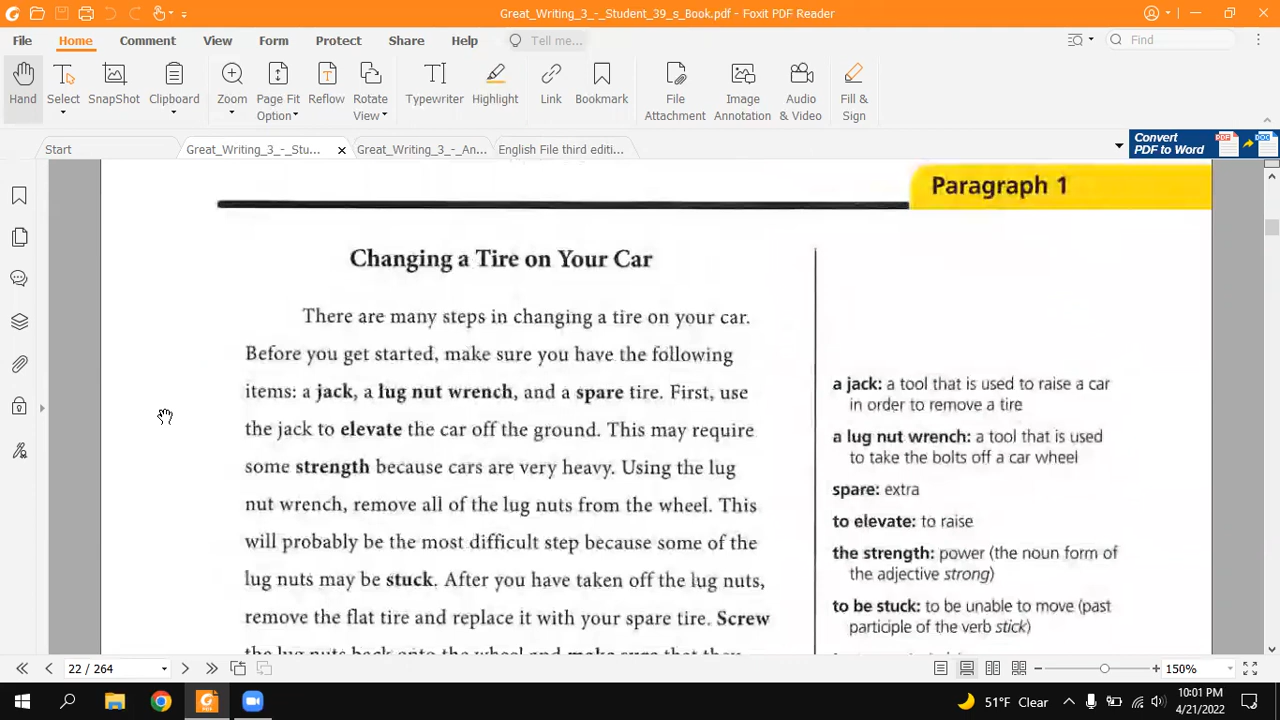 Great_Writing_3_-_Student_39_s_Book.pdf - Foxit PDF Reader
File Home Comment View Form Protect Share Help Tell me... Find
Hand Select SnapShot Clipboard Zoom Page Fit Option Reflow Rotate View Typewriter Highlight Link Bookmark File Attachment Image Annotation Audio & Video Fill & Sign
Start Great_Writing_3_-_Stu... Great_Writing_3_-_An... English File third editi... Convert PDF to Word
Paragraph 1
Changing a Tire on Your Car
There are many steps in changing a tire on your car.
Before you get started, make sure you have the following
items: a jack, a lug nut wrench, and a spare tire. First, use
the jack to elevate the car off the ground. This may require
some strength because cars are very heavy. Using the lug
nut wrench, remove all of the lug nuts from the wheel. This
will probably be the most difficult step because some of the
lug nuts may be stuck. After you have taken off the lug nuts,
remove the flat tire and replace it with your spare tire. Screw
the lug nuts back onto the wheel and make sure that they
a jack: a tool that is used to raise a car
in order to remove a tire
a lug nut wrench: a tool that is used
to take the bolts off a car wheel
spare: extra
to elevate: to raise
the strength: power (the noun form of
the adjective strong)
to be stuck: to be unable to move (past
participle of the verb stick)
22 / 264
150%
51°F Clear
10:01 PM
4/21/2022